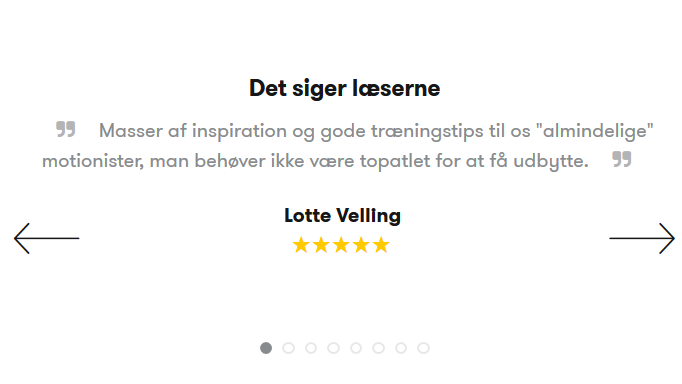 Det siger læserne
❞ Masser af inspiration og gode træningstips til os "almindelige"
motionister, man behøver ikke være topatlet for at få udbytte. ❞
Lotte Velling
★★★★★